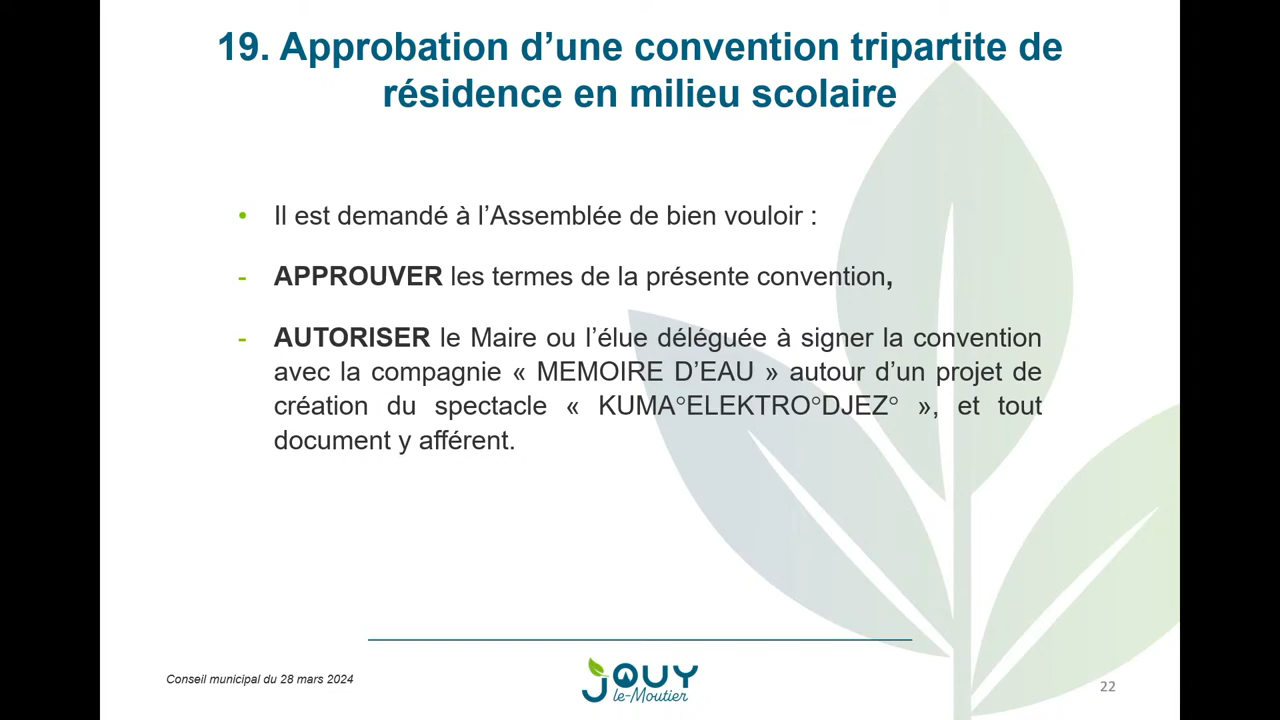 19. Approbation d’une convention tripartite de
résidence en milieu scolaire
• Il est demandé à l’Assemblée de bien vouloir :
- APPROUVER les termes de la présente convention,
- AUTORISER le Maire ou l’élue déléguée à signer la convention
avec la compagnie « MEMOIRE D’EAU » autour d’un projet de
création du spectacle « KUMA°ELEKTRO°DJEZ° », et tout
document y afférent.
Conseil municipal du 28 mars 2024
JOUY
le-Moutier
22